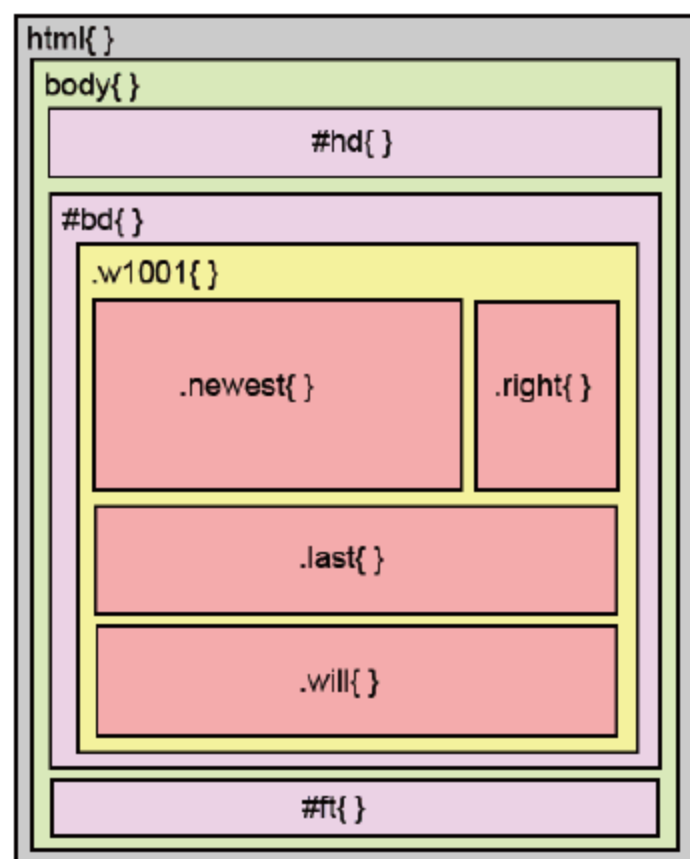 html{ }
body{ }
#hd{ }
#bd{ }
.w1001{ }
.newest{ }
.right{ }
.last{ }
.will{ }
#ft{ }